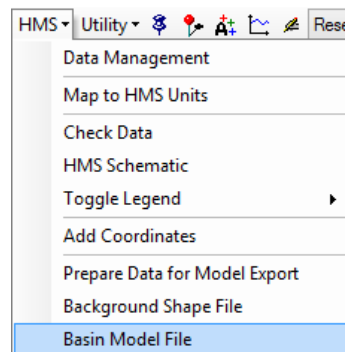 HMS Utility Rese
Data Management
Map to HMS Units
Check Data
HMS Schematic
Toggle Legend
Add Coordinates
Prepare Data for Model Export
Background Shape File
Basin Model File